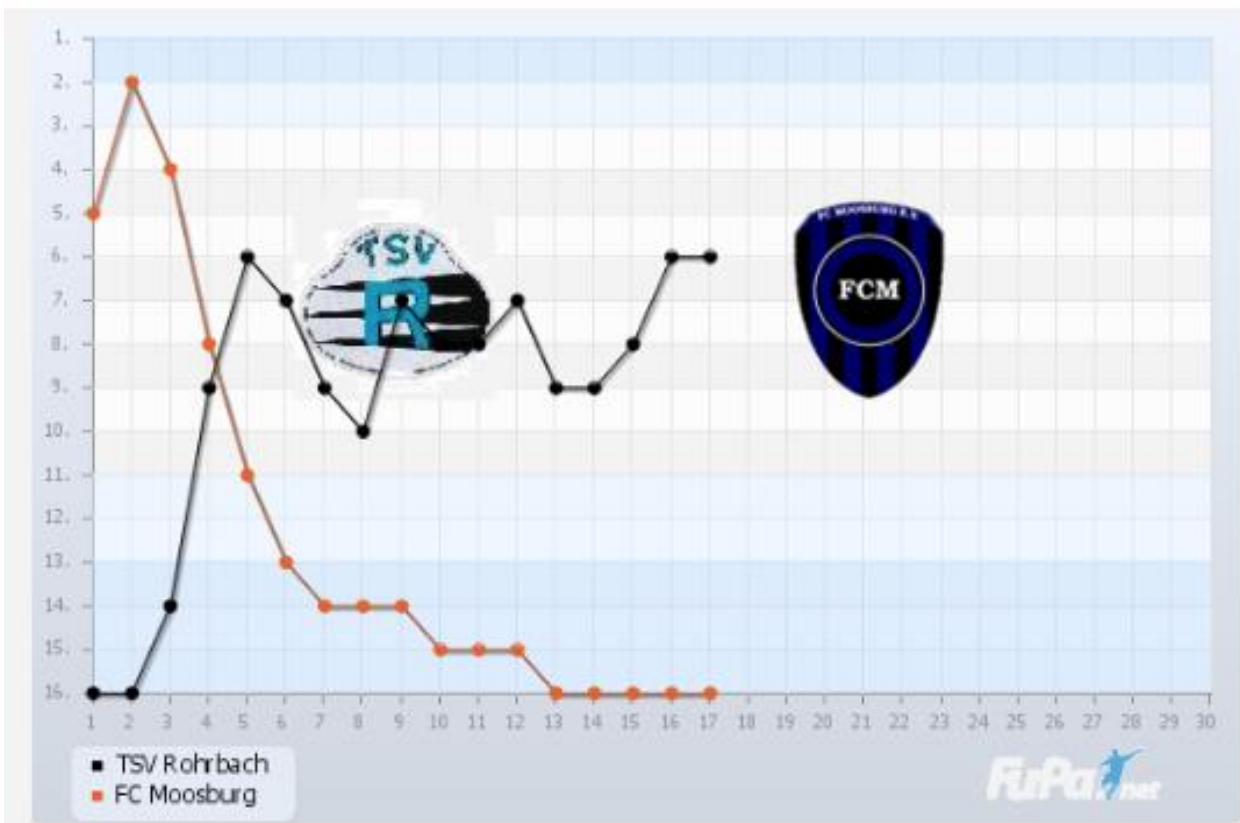 1.
2.
3.
4.
5.
6.
7.
8.
9.
10.
11.
12.
13.
14.
15.
16.
1 2 3 4 5 6 7 8 9 10 11 12 13 14 15 16 17 18 19 20 21 22 23 24 25 26 27 28 29 30
TSV
R
FC MOOSBURG E.V.
FCM
TSV Rohrbach
FC Moosburg
FuPa.net